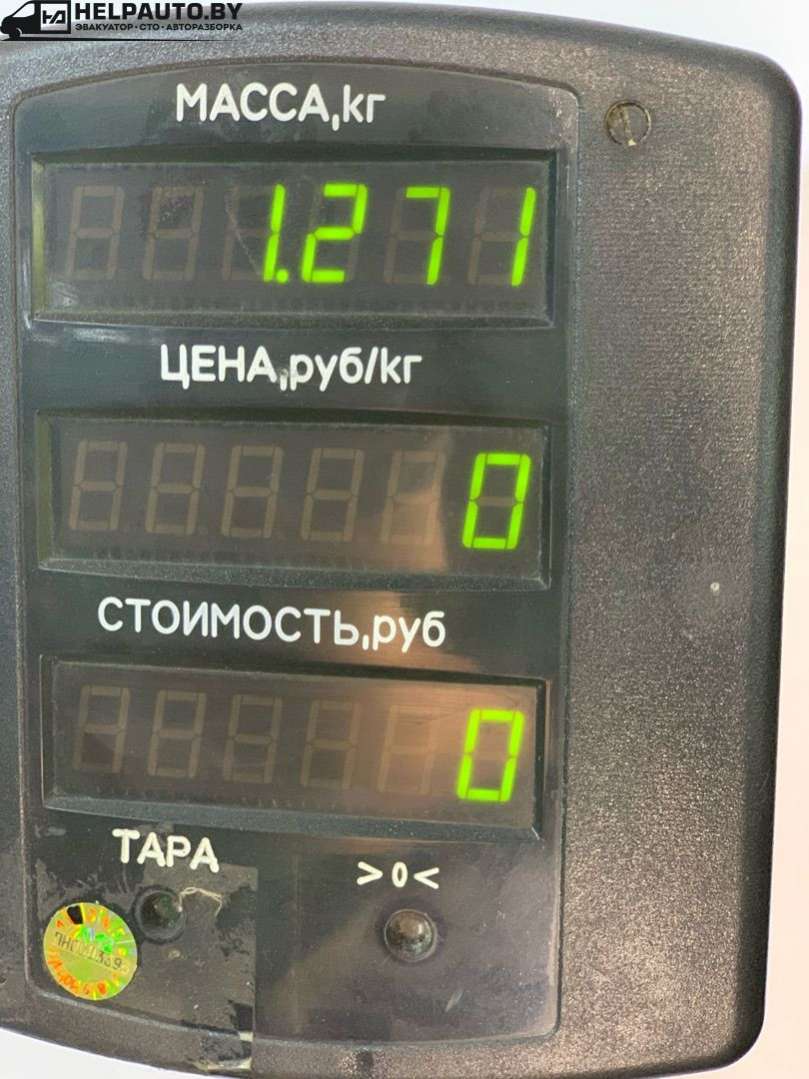 HELPAUTO.BY
ЭВАКУАТОР • СТО • АВТОРАЗБОРКА
МАССА,кг
1.271
ЦЕНА,руб/кг
0
СТОИМОСТЬ,руб
0
ТАРА
>0<